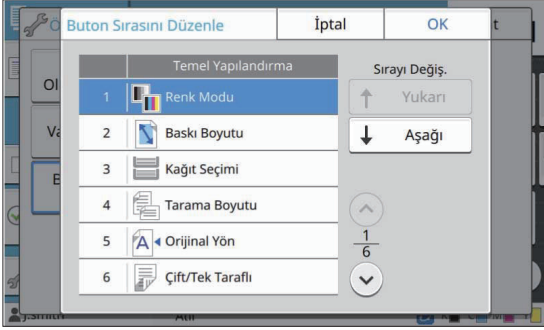 Buton Sırasını Düzenle
İptal
OK
Temel Yapılandırma
Sırayı Değiş.
1 Renk Modu
Yukarı
2 Baskı Boyutu
Aşağı
3 Kağıt Seçimi
4 Tarama Boyutu
5 Orijinal Yön
1
6
6 Çift/Tek Taraflı